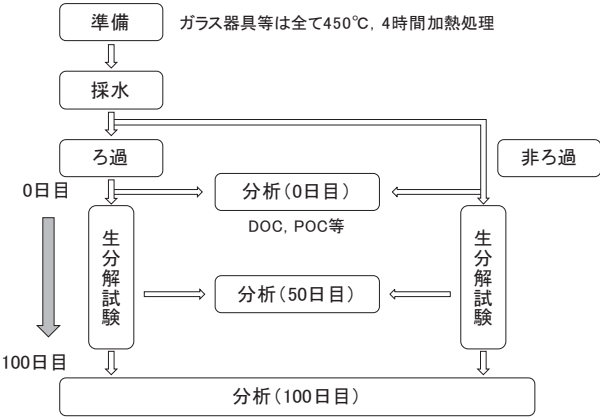 準備
ガラス器具等は全て450℃, 4時間加熱処理
採水
ろ過
非ろ過
0日目
分析(0日目)
DOC, POC等
生分解試験
生分解試験
分析(50日目)
100日目
分析(100日目)